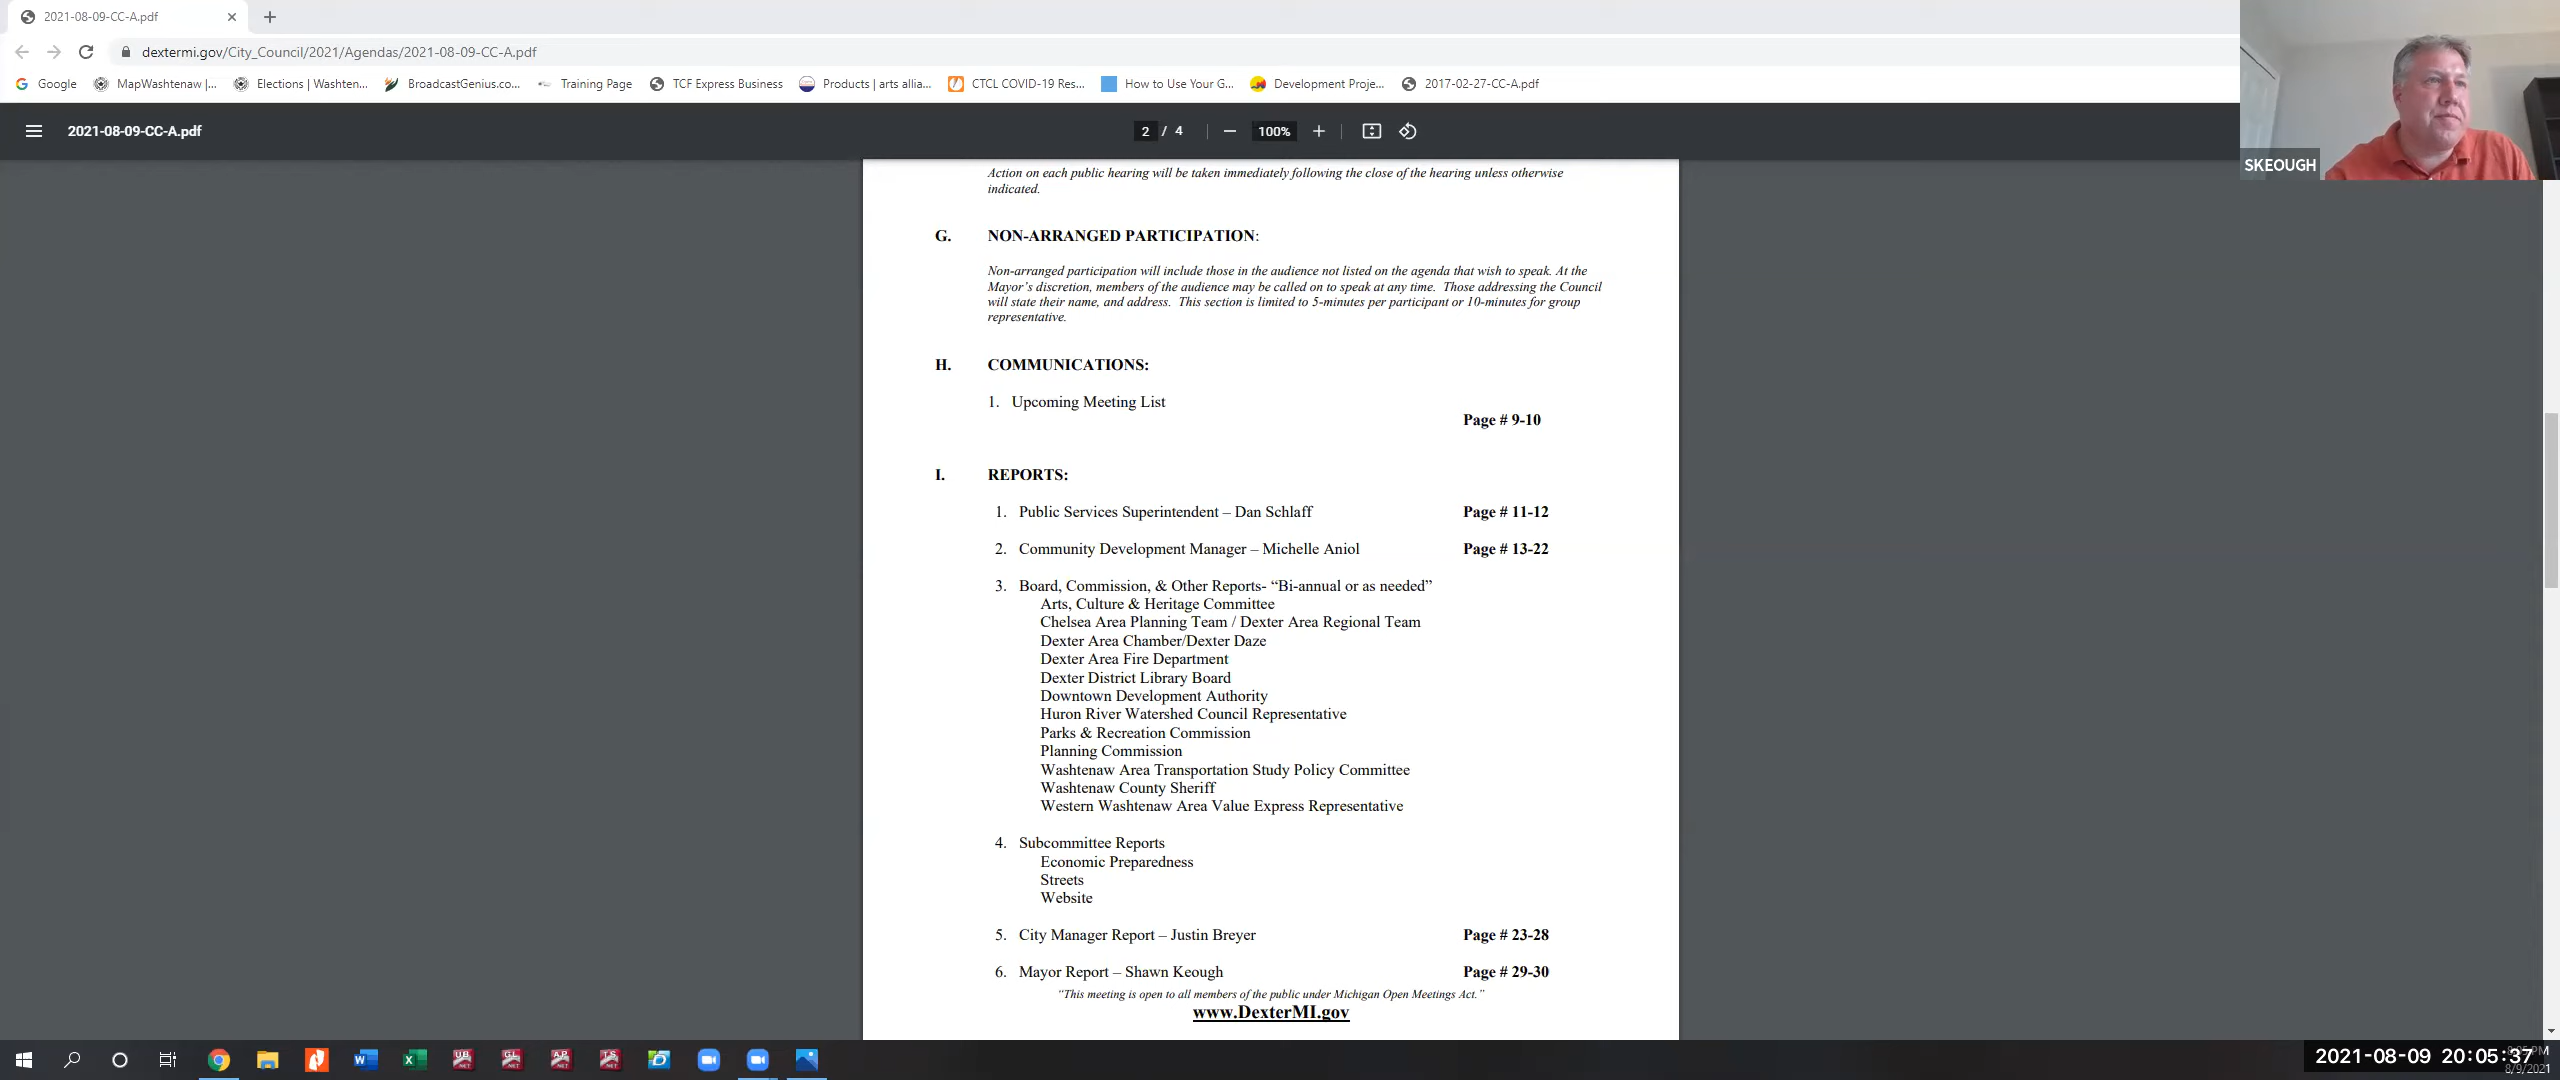 2021-08-09-CC-A.pdf
dextermi.gov/City_Council/2021/Agendas/2021-08-09-CC-A.pdf
Google MapWashtenaw |... Elections | Washten... BroadcastGenius.co... Training Page TCF Express Business Products | arts allia... CTCL COVID-19 Res... How to Use Your G... Development Proje... 2017-02-27-CC-A.pdf
2021-08-09-CC-A.pdf 2 / 4 100%
SKEOUGH
Action on each public hearing will be taken immediately following the close of the hearing unless otherwise
indicated.
G. NON-ARRANGED PARTICIPATION:
Non-arranged participation will include those in the audience not listed on the agenda that wish to speak. At the
Mayor’s discretion, members of the audience may be called on to speak at any time. Those addressing the Council
will state their name, and address. This section is limited to 5-minutes per participant or 10-minutes for group
representative.
H. COMMUNICATIONS:
1. Upcoming Meeting List
Page # 9-10
I. REPORTS:
1. Public Services Superintendent – Dan Schlaff Page # 11-12
2. Community Development Manager – Michelle Aniol Page # 13-22
3. Board, Commission, & Other Reports- “Bi-annual or as needed”
Arts, Culture & Heritage Committee
Chelsea Area Planning Team / Dexter Area Regional Team
Dexter Area Chamber/Dexter Daze
Dexter Area Fire Department
Dexter District Library Board
Downtown Development Authority
Huron River Watershed Council Representative
Parks & Recreation Commission
Planning Commission
Washtenaw Area Transportation Study Policy Committee
Washtenaw County Sheriff
Western Washtenaw Area Value Express Representative
4. Subcommittee Reports
Economic Preparedness
Streets
Website
5. City Manager Report – Justin Breyer Page # 23-28
6. Mayor Report – Shawn Keough Page # 29-30
“This meeting is open to all members of the public under Michigan Open Meetings Act.”
www.DexterMI.gov
2021-08-09 20:05:37
8/9/2021